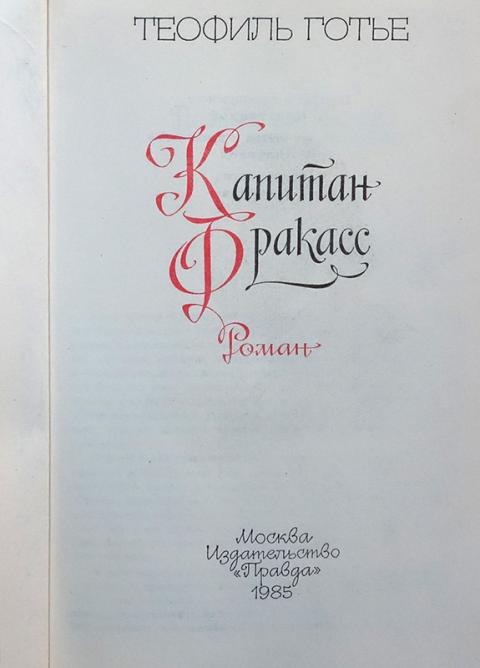 ТЕОФИЛЬ ГОТЬЕ
Капитан
Фракасс
Роман
Москва
Издательство
«Правда»
1985